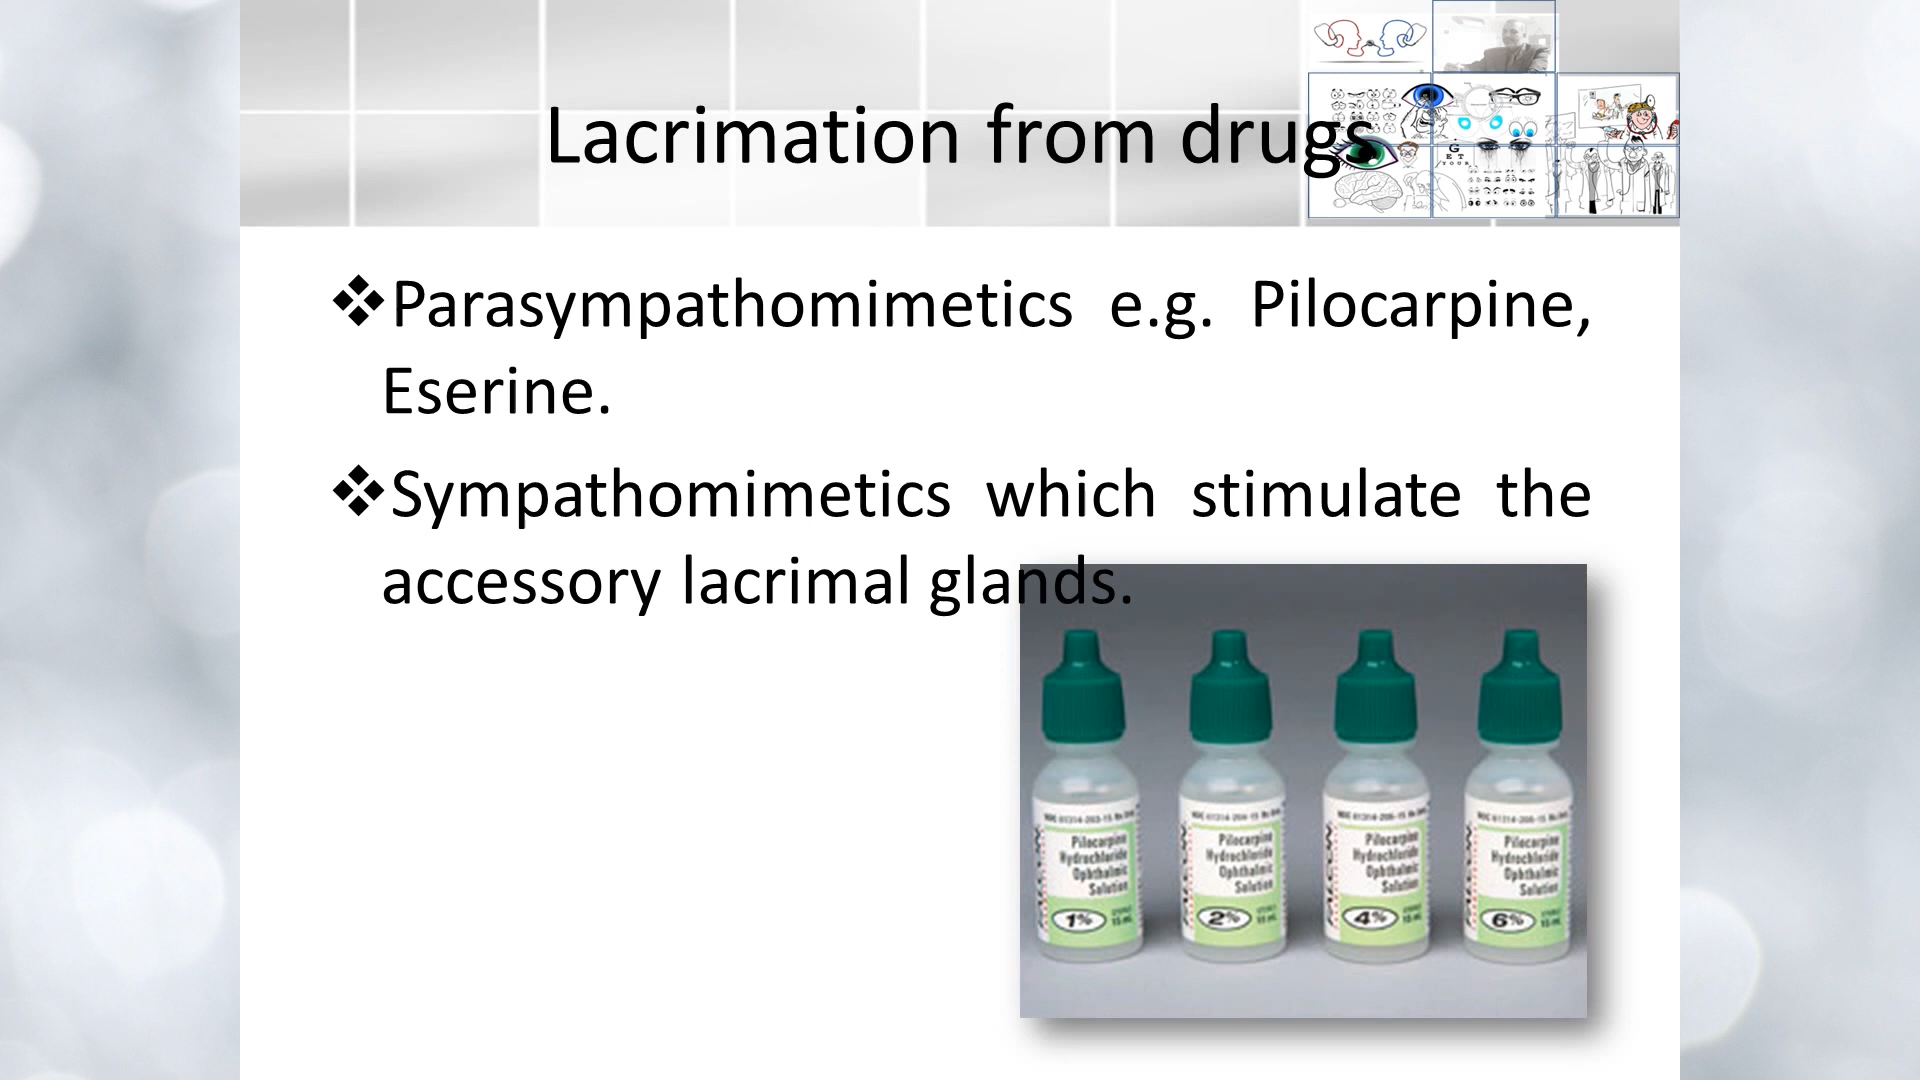 Lacrimation from drugs
G
E T
Y O U R
❖Parasympathomimetics e.g. Pilocarpine,
Eserine.
❖Sympathomimetics which stimulate the
accessory lacrimal glands.
Pilocarpine
Hydrochloride
Ophthalmic
Solution
1%
Pilocarpine
Hydrochloride
Ophthalmic
Solution
2%
Pilocarpine
Hydrochloride
Ophthalmic
Solution
4%
Pilocarpine
Hydrochloride
Ophthalmic
Solution
6%